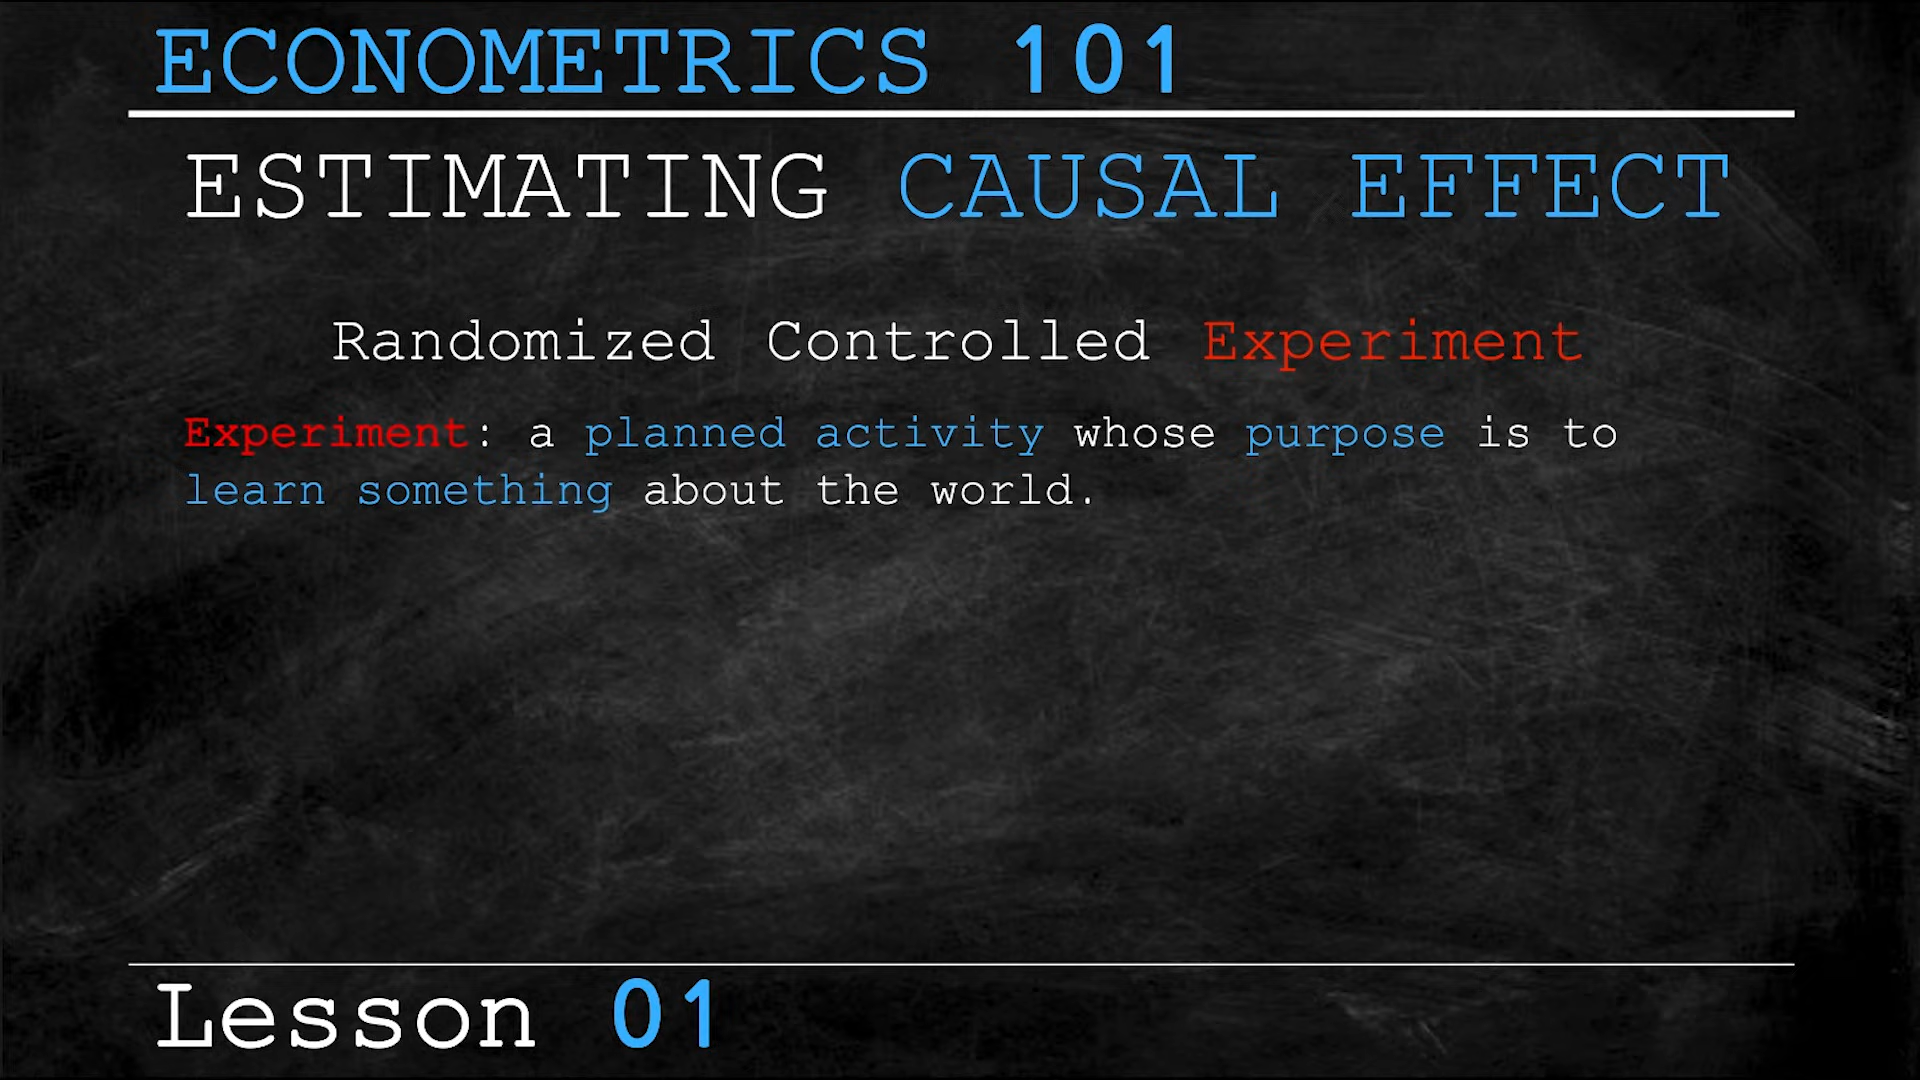 ECONOMETRICS 101
ESTIMATING CAUSAL EFFECT
Randomized Controlled Experiment
Experiment: a planned activity whose purpose is to
learn something about the world.
Lesson 01